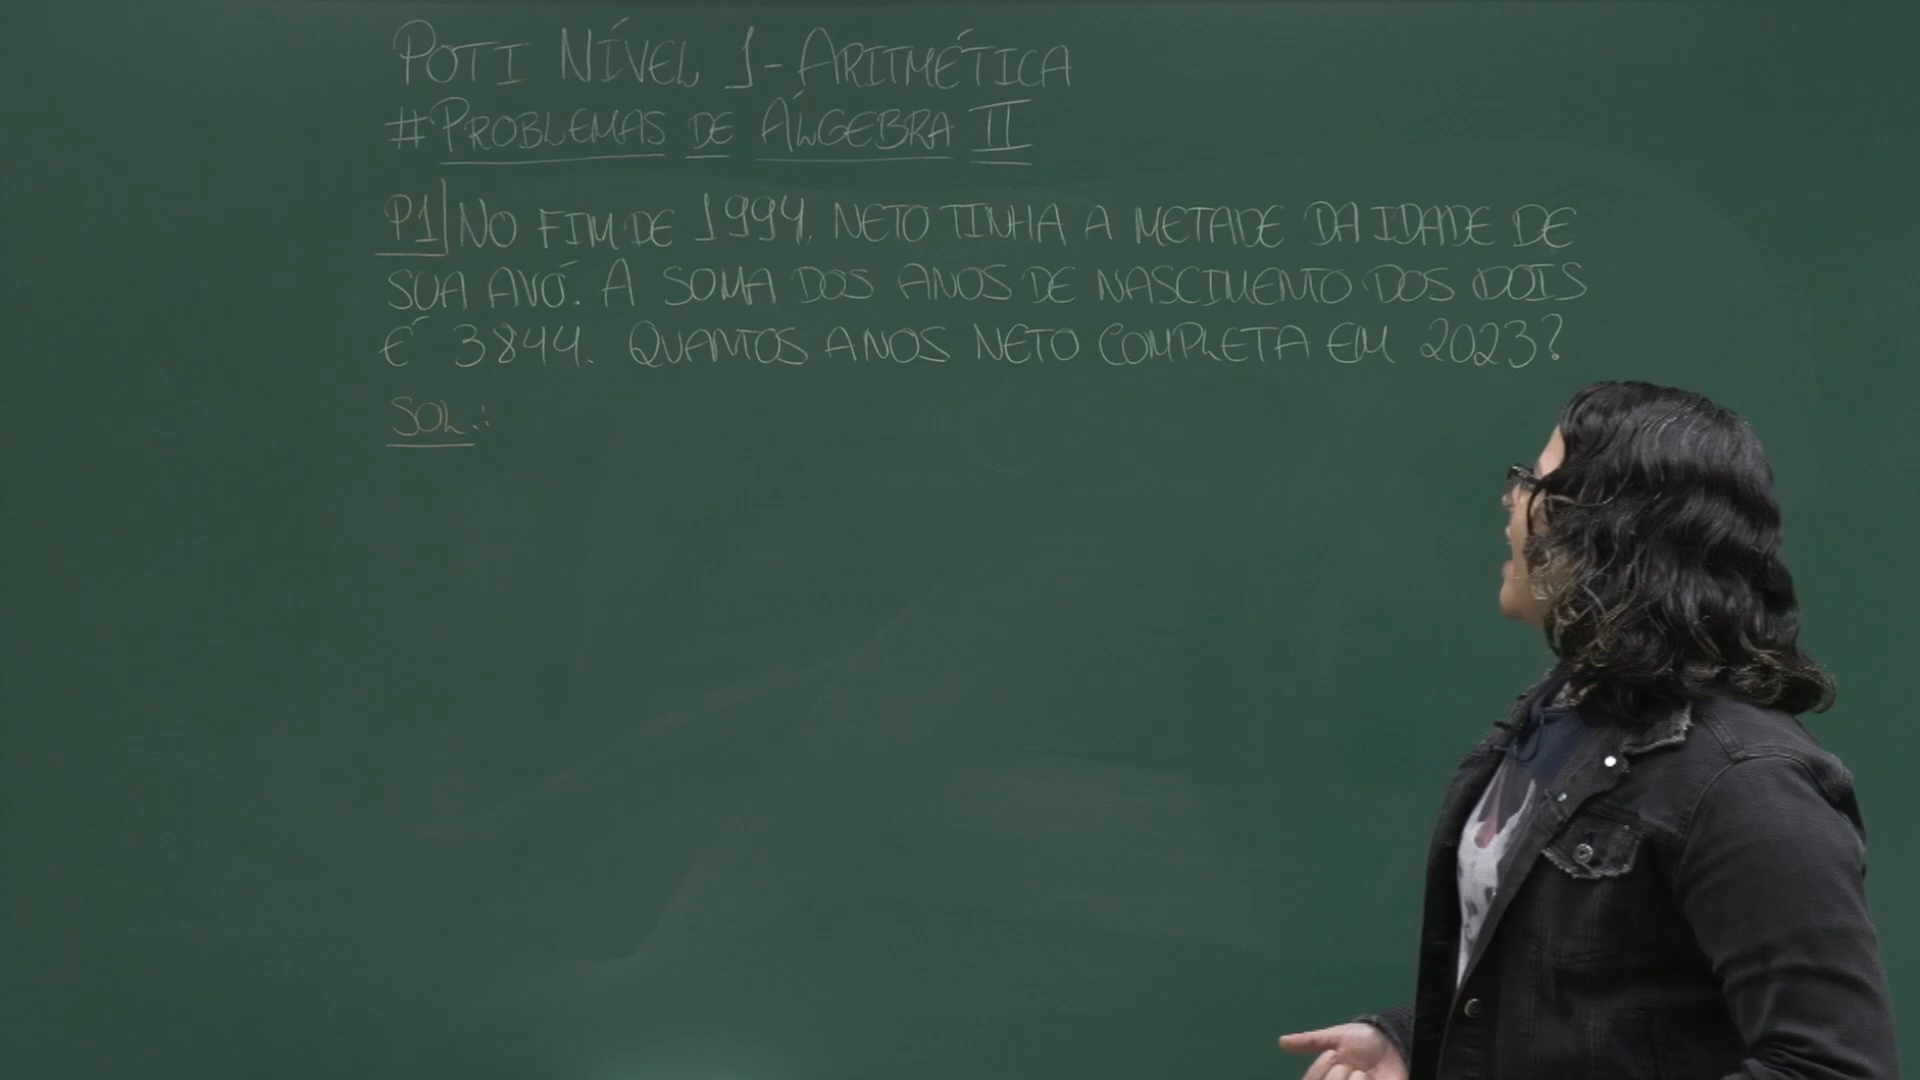 POTI NÍVEL 1 - ARITMÉTICA
# PROBLEMAS DE ÁLGEBRA II
P1 NO FIM DE 1994, NETO TINHA A METADE DA IDADE DE
SUA AVÓ. A SOMA DOS ANOS DE NASCIMENTO DOS DOIS
É 3844. QUANTOS ANOS NETO COMPLETA EM 2023?
SOL.: